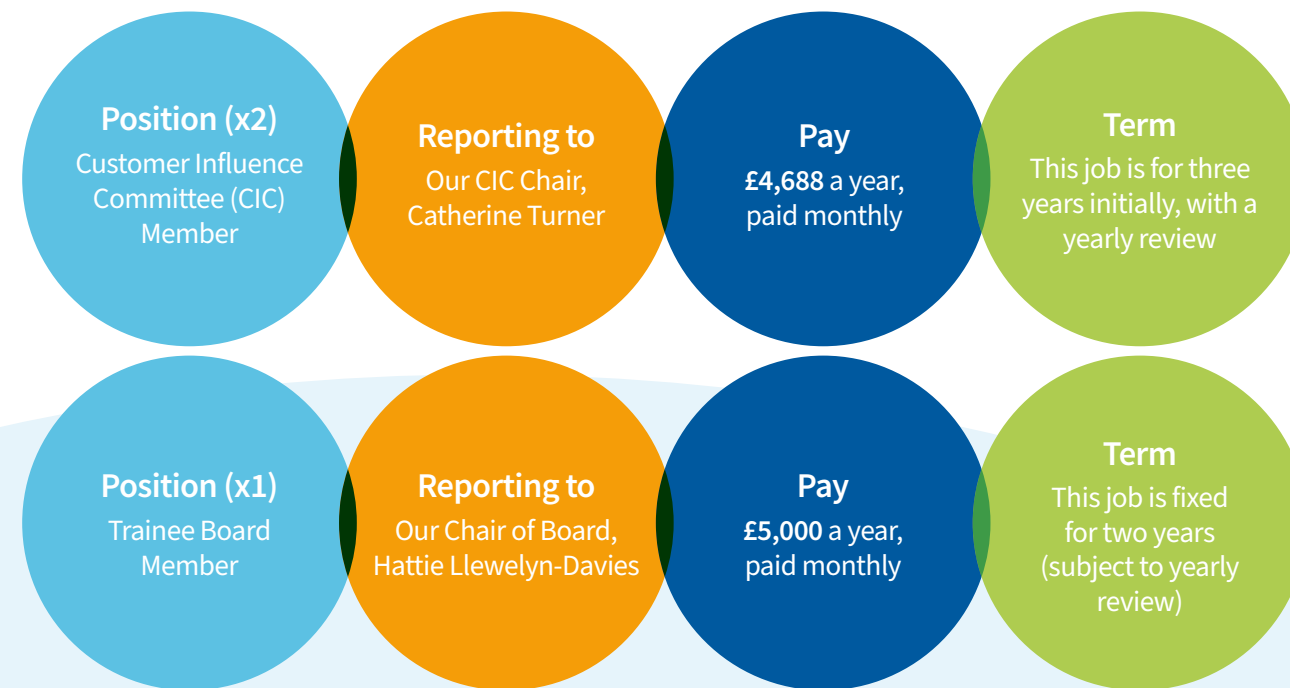 Position (x2)
Customer Influence
Committee (CIC)
Member
Reporting to
Our CIC Chair,
Catherine Turner
Pay
£4,688 a year,
paid monthly
Term
This job is for three
years initially, with a
yearly review
Position (x1)
Trainee Board
Member
Reporting to
Our Chair of Board,
Hattie Llewelyn-Davies
Pay
£5,000 a year,
paid monthly
Term
This job is fixed
for two years
(subject to yearly
review)